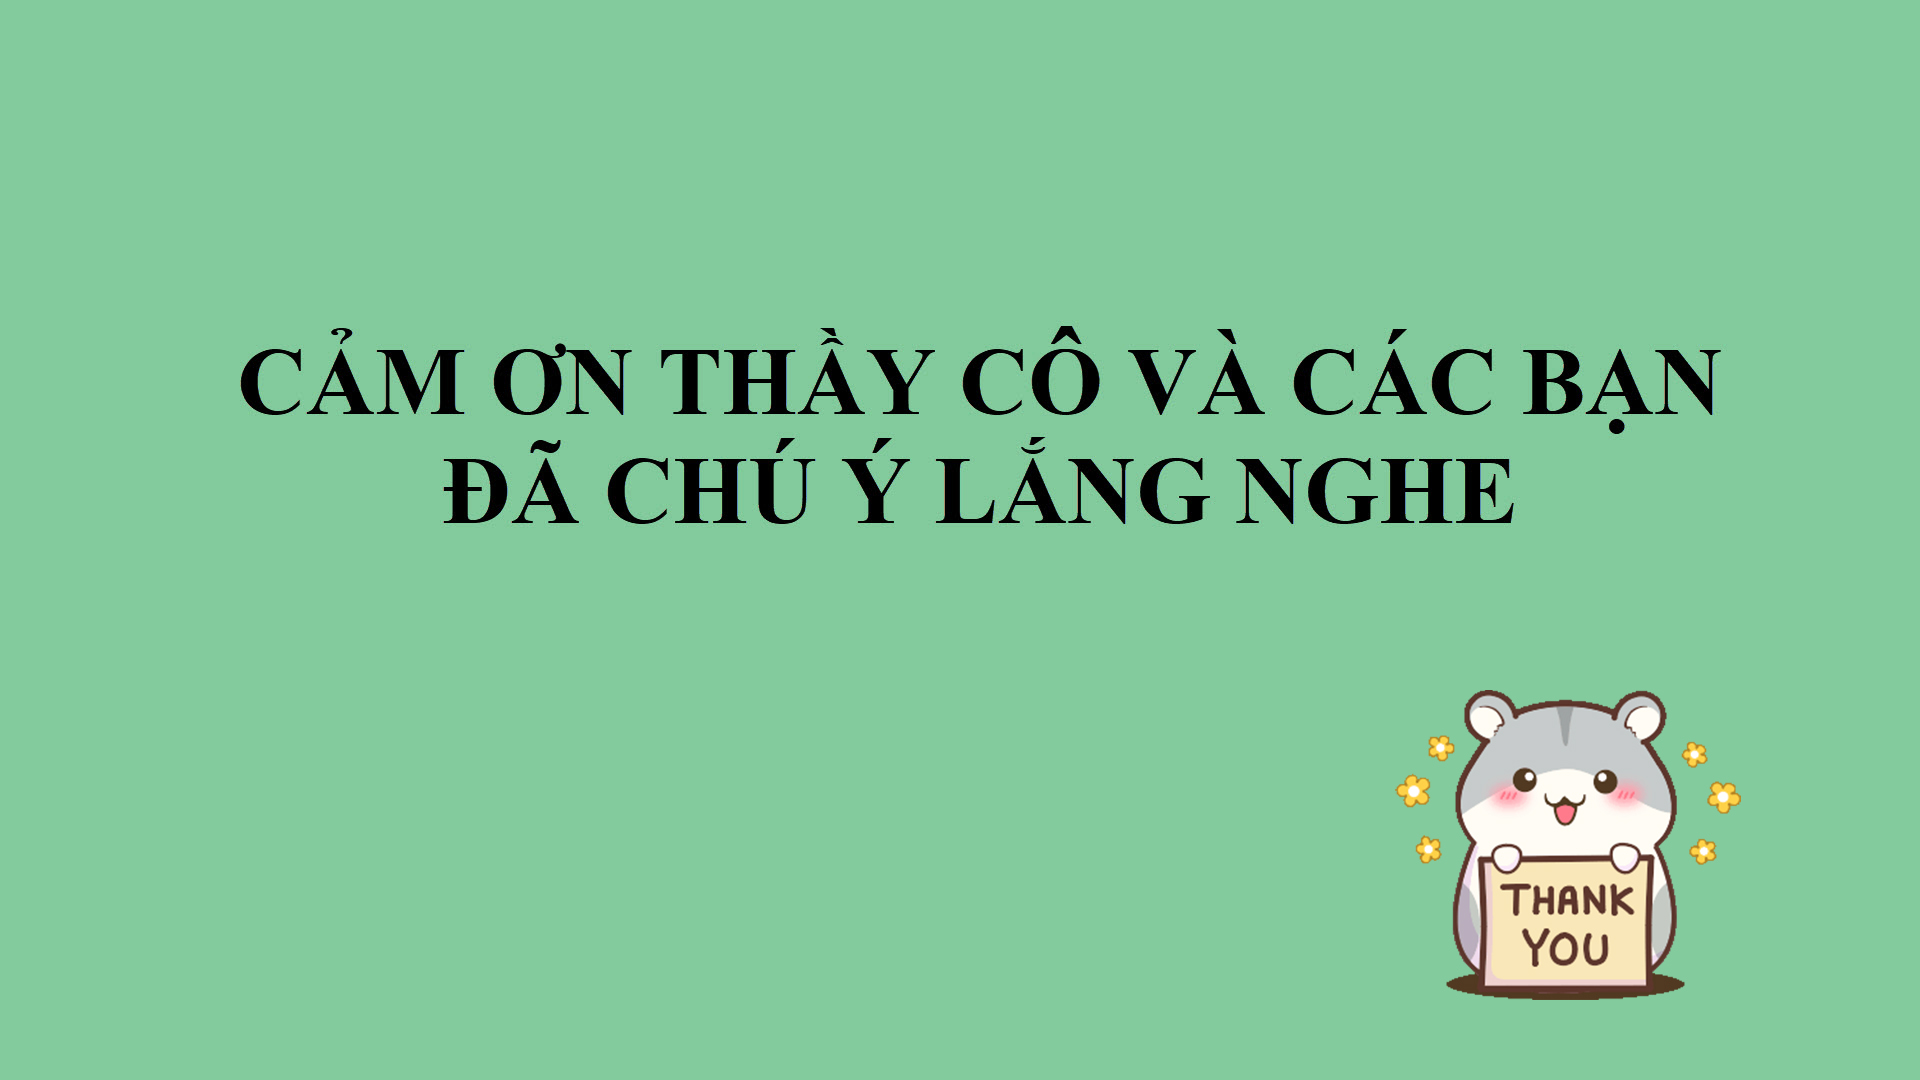 CẢM ƠN THẦY CÔ VÀ CÁC BẠN
ĐÃ CHÚ Ý LẮNG NGHE
THANK
YOU